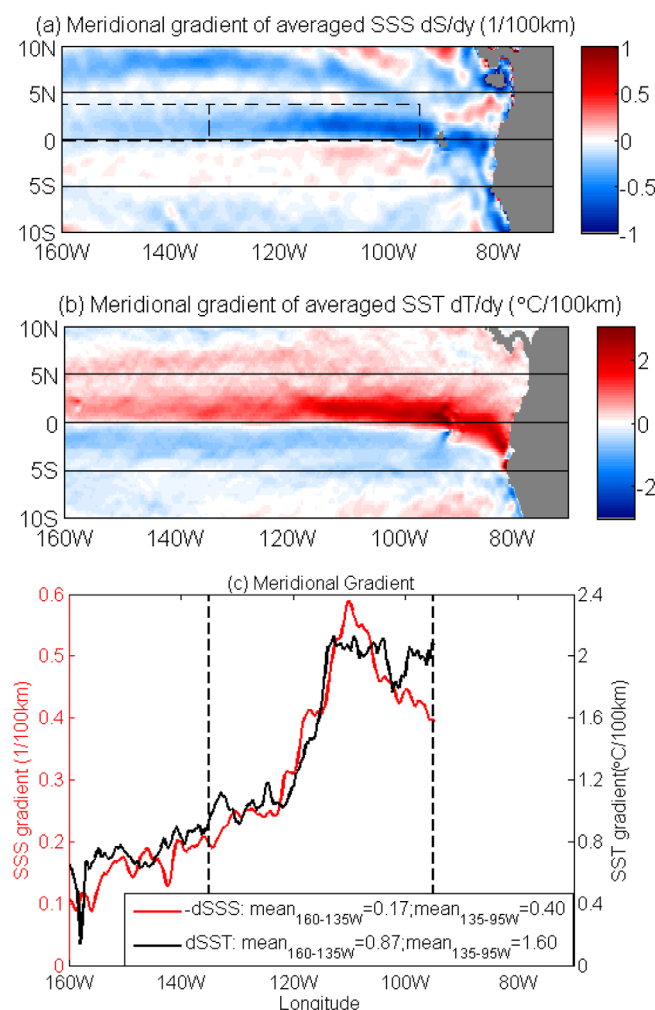 (a) Meridional gradient of averaged SSS dS/dy (1/100km)
10N
5N
0
5S
10S
160W 140W 120W 100W 80W
1
0.5
0
-0.5
-1
(b) Meridional gradient of averaged SST dT/dy (°C/100km)
10N
5N
0
5S
10S
160W 140W 120W 100W 80W
2
0
-2
(c) Meridional Gradient
SSS gradient (1/100km)
0.6
0.5
0.4
0.3
0.2
0.1
0
2.4
2
1.6
1.2
0.8
0.4
0
SST gradient(°C/100km)
-dSSS: mean160-135W=0.17;mean135-95W=0.40
dSST: mean160-135W=0.87;mean135-95W=1.60
160W 140W 120W 100W 80W
Longitude